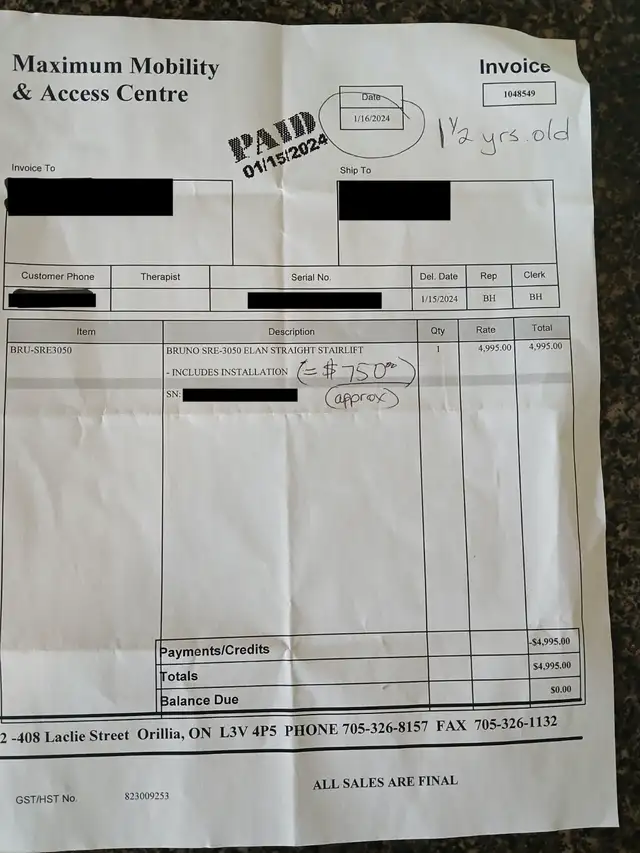 Maximum Mobility
& Access Centre
Invoice
1048549
Date
1/16/2024
1 1/2 yrs. old
PAID
01/15/2024
Invoice To
Ship To
Customer Phone Therapist Serial No. Del. Date Rep Clerk
1/15/2024 BH BH
Item Description Qty Rate Total
BRU-SRE3050 BRUNO SRE-3050 ELAN STRAIGHT STAIRLIFT 1 4,995.00 4,995.00
- INCLUDES INSTALLATION (= $750.00)
SN: (approx)
Payments/Credits -$4,995.00
Totals $4,995.00
Balance Due $0.00
2 -408 Laclie Street Orillia, ON L3V 4P5 PHONE 705-326-8157 FAX 705-326-1132
ALL SALES ARE FINAL
GST/HST No. 823009253